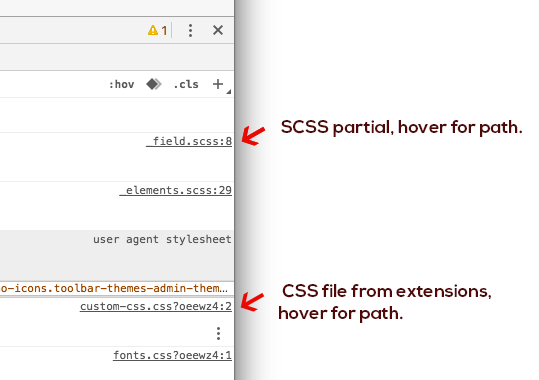 1
:hov .cls +
_field.scss:8
SCSS partial, hover for path.
_elements.scss:29
user agent stylesheet
o-icons.toolbar-themes-admin-them…
custom-css.css?oeewz4:2
CSS file from extensions,
hover for path.
fonts.css?oeewz4:1